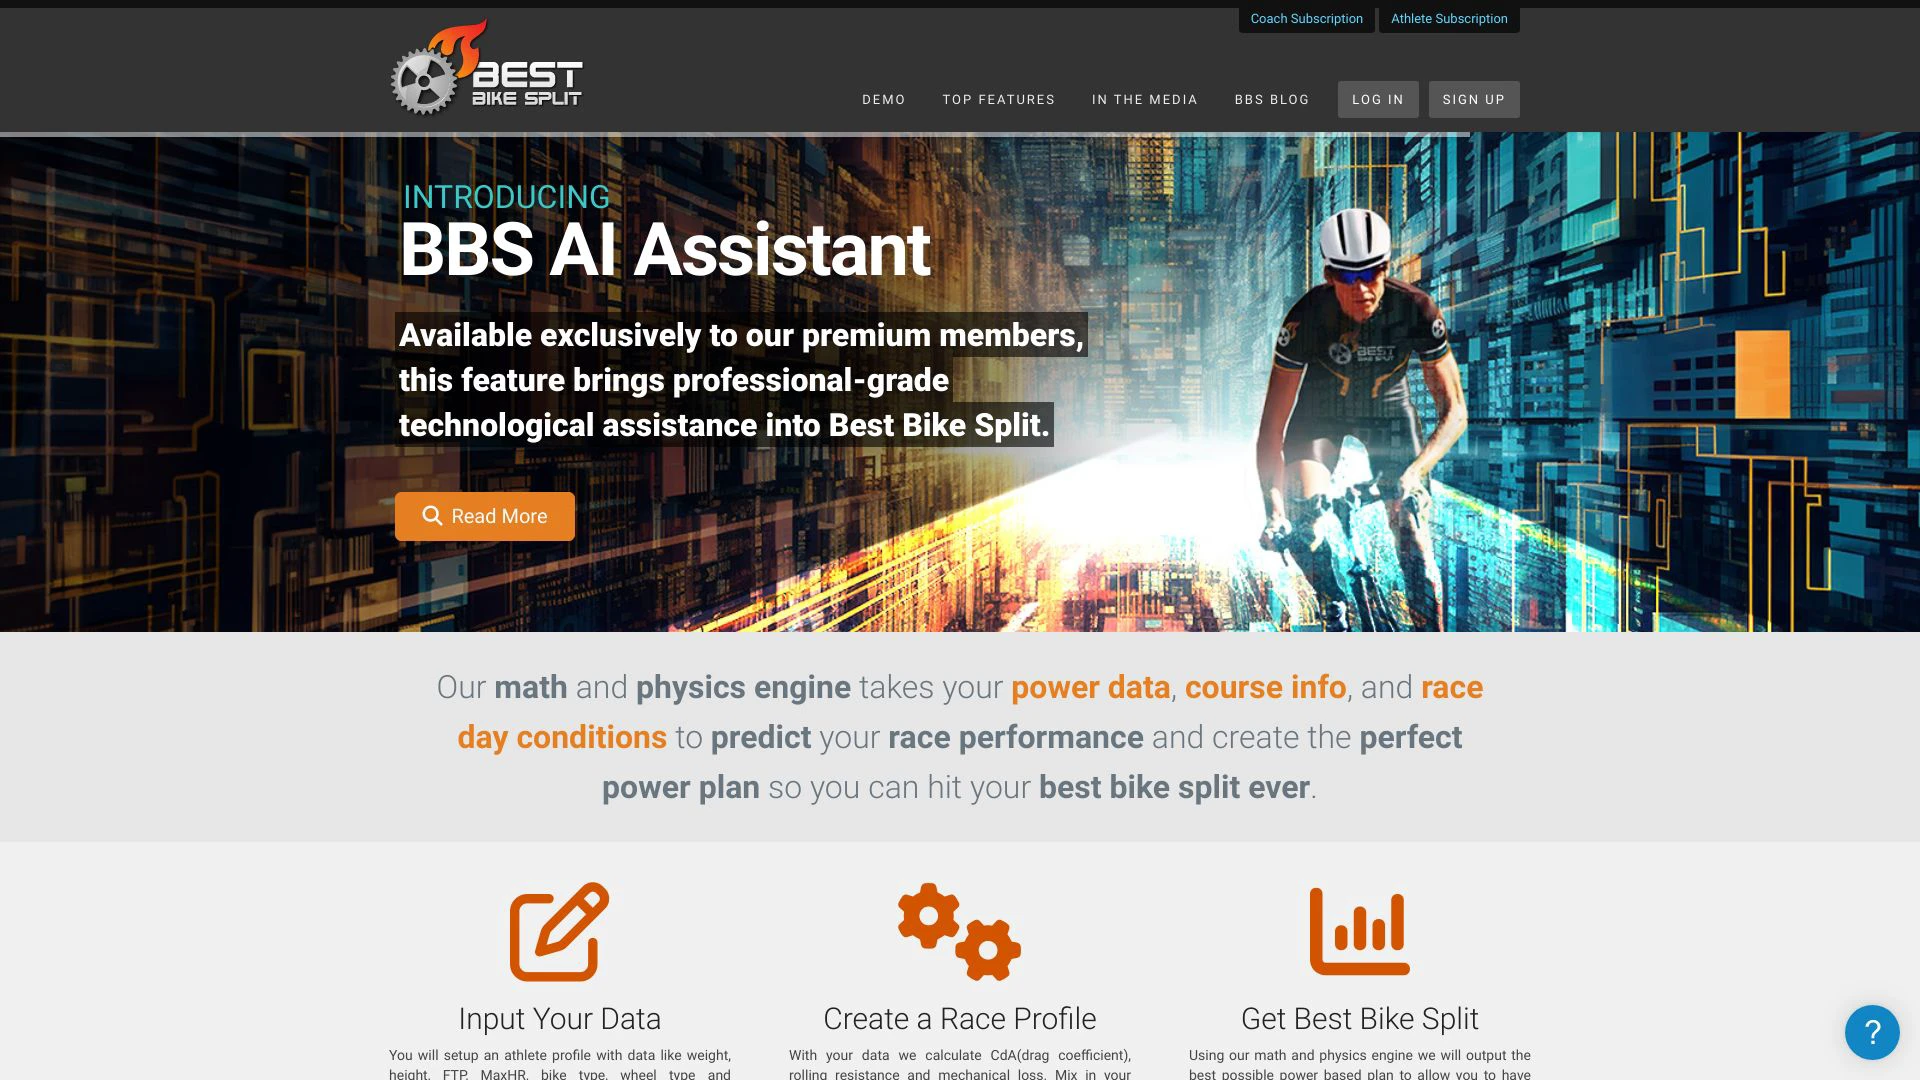 Coach Subscription
Athlete Subscription
BEST
BIKE SPLIT
DEMO
TOP FEATURES
IN THE MEDIA
BBS BLOG
LOG IN
SIGN UP
INTRODUCING
BBS AI Assistant
Available exclusively to our premium members,
this feature brings professional-grade
technological assistance into Best Bike Split.
BEST
BIKE SPLIT
Read More
Our math and physics engine takes your power data, course info, and race
day conditions to predict your race performance and create the perfect
power plan so you can hit your best bike split ever.
Input Your Data
You will setup an athlete profile with data like weight,
height, FTP, MaxHR, bike type, wheel type and
Create a Race Profile
With your data we calculate CdA(drag coefficient),
rolling resistance and mechanical loss. Mix in your
Get Best Bike Split
Using our math and physics engine we will output the
best possible power based plan to allow you to have
?